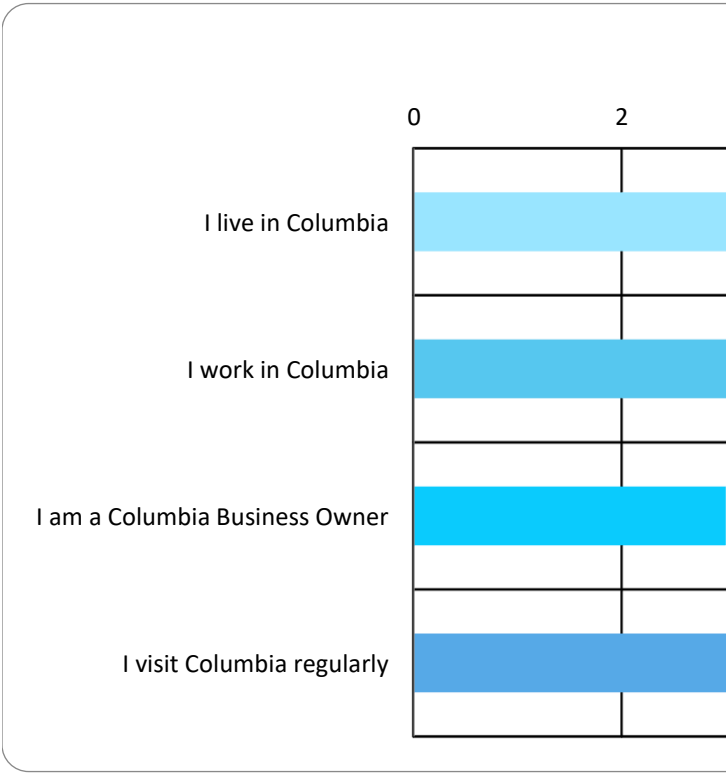 0 2
I live in Columbia
I work in Columbia
I am a Columbia Business Owner
I visit Columbia regularly